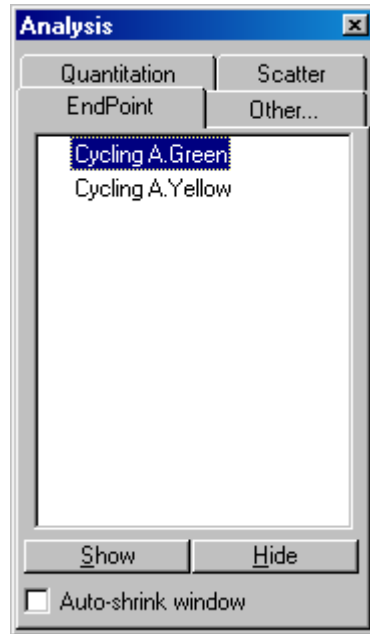 Analysis
Quantitation Scatter
EndPoint Other...
Cycling A.Green
Cycling A.Yellow
Show Hide
Auto-shrink window